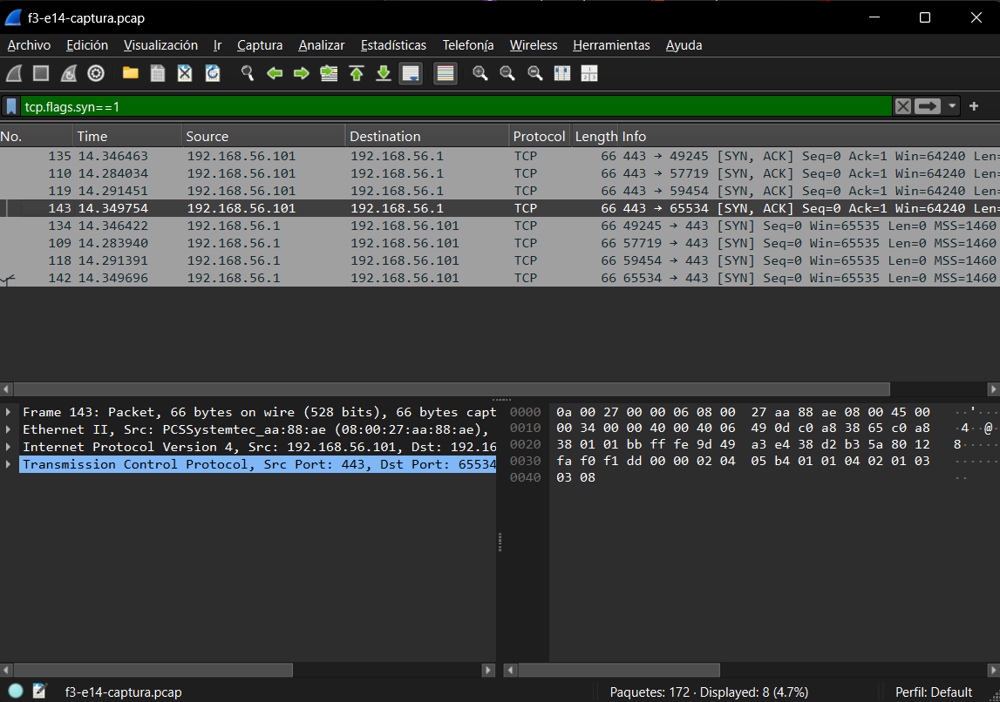 f3-e14-captura.pcap
Archivo Edición Visualización Ir Captura Analizar Estadísticas Telefonía Wireless Herramientas Ayuda
tcp.flags.syn==1
No. Time Source Destination Protocol Length Info
135 14.346463 192.168.56.101 192.168.56.1 TCP 66 443 → 49245 [SYN, ACK] Seq=0 Ack=1 Win=64240 Len=
110 14.284034 192.168.56.101 192.168.56.1 TCP 66 443 → 57719 [SYN, ACK] Seq=0 Ack=1 Win=64240 Len=
119 14.291451 192.168.56.101 192.168.56.1 TCP 66 443 → 59454 [SYN, ACK] Seq=0 Ack=1 Win=64240 Len=
143 14.349754 192.168.56.101 192.168.56.1 TCP 66 443 → 65534 [SYN, ACK] Seq=0 Ack=1 Win=64240 Len=
134 14.346422 192.168.56.1 192.168.56.101 TCP 66 49245 → 443 [SYN] Seq=0 Win=65535 Len=0 MSS=1460
109 14.283940 192.168.56.1 192.168.56.101 TCP 66 57719 → 443 [SYN] Seq=0 Win=65535 Len=0 MSS=1460
118 14.291391 192.168.56.1 192.168.56.101 TCP 66 59454 → 443 [SYN] Seq=0 Win=65535 Len=0 MSS=1460
142 14.349696 192.168.56.1 192.168.56.101 TCP 66 65534 → 443 [SYN] Seq=0 Win=65535 Len=0 MSS=1460
Frame 143: Packet, 66 bytes on wire (528 bits), 66 bytes capt
Ethernet II, Src: PCSSystemtec_aa:88:ae (08:00:27:aa:88:ae),
Internet Protocol Version 4, Src: 192.168.56.101, Dst: 192.16
Transmission Control Protocol, Src Port: 443, Dst Port: 65534
0000 0a 00 27 00 00 06 08 00 27 aa 88 ae 08 00 45 00 ··'···
0010 00 34 00 00 40 00 40 06 49 0d c0 a8 38 65 c0 a8 ·4··@·
0020 38 01 01 bb ff fe 9d 49 a3 e4 38 d2 b3 5a 80 12 8·····
0030 fa f0 f1 dd 00 00 02 04 05 b4 01 01 04 02 01 03 ······
0040 03 08 ··
f3-e14-captura.pcap Paquetes: 172 · Displayed: 8 (4.7%) Perfil: Default